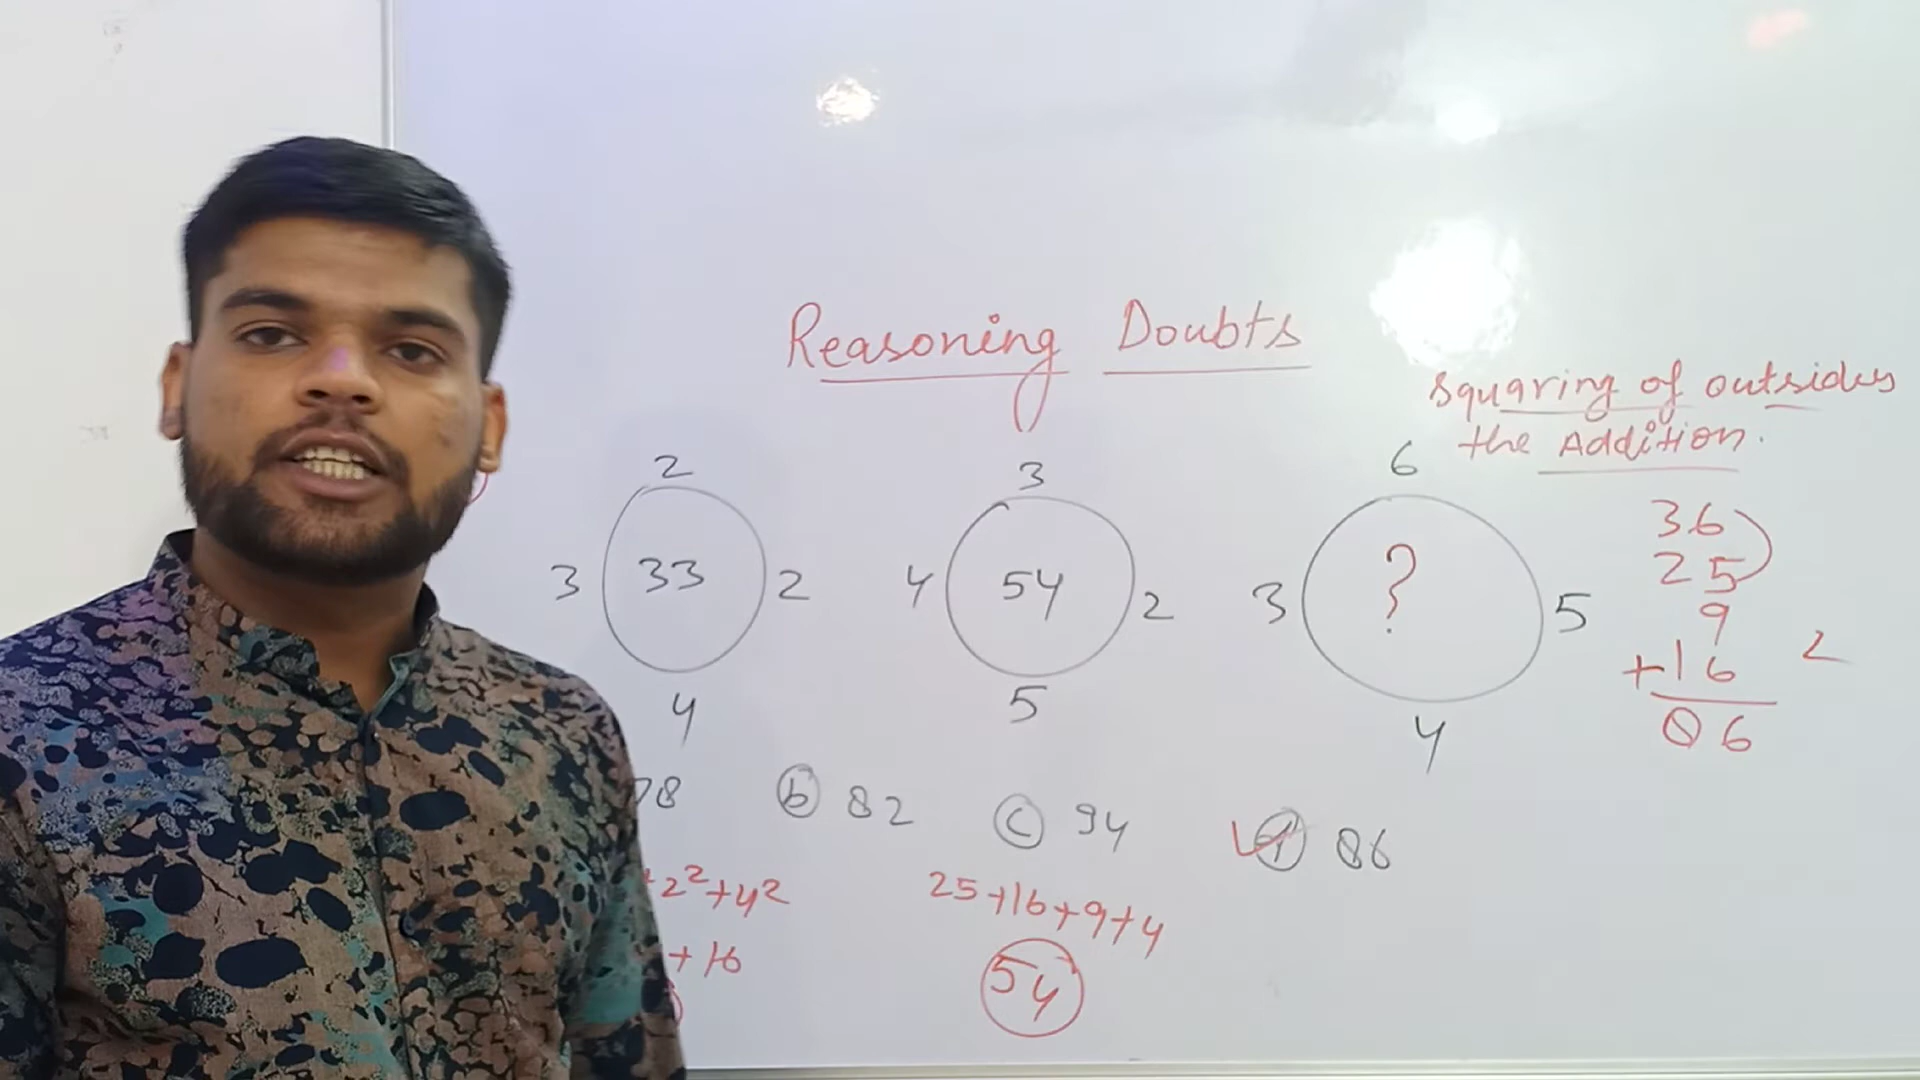 Reasoning Doubts
Squaring of outsides
the Addition.
2 3 6
3 33 2 4 54 2 3 ? 5
4 5 4
36
25
9
+16 2
86
78 (b) 82 (c) 94 (d) 86
+2²+4² 25+16+9+4
+16 54